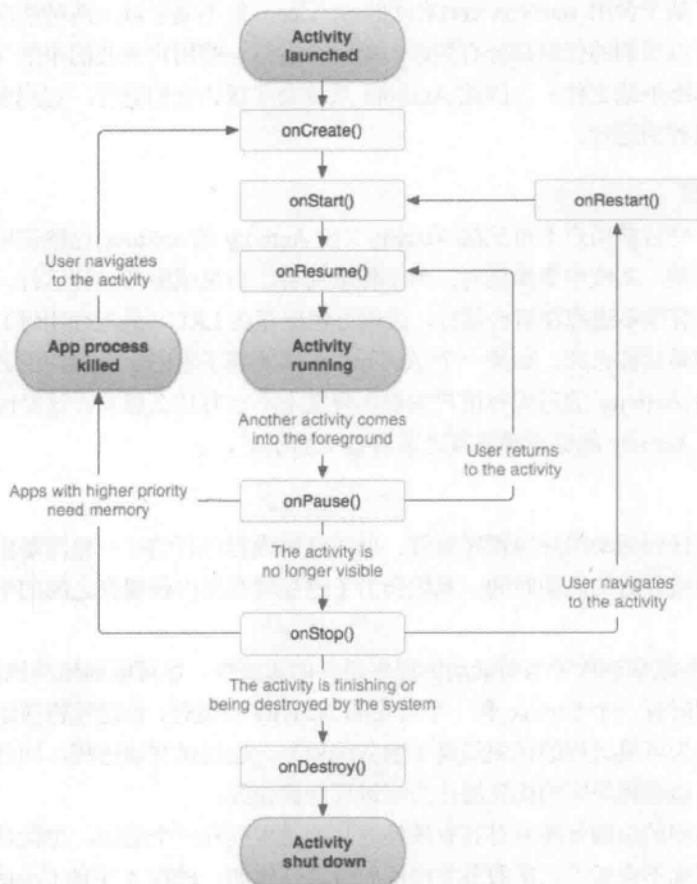 Activity
launched
onCreate()
onStart()
onRestart()
User navigates
to the activity
onResume()
App process
killed
Activity
running
Another activity comes
into the foreground
User returns
to the activity
Apps with higher priority
need memory
onPause()
The activity is
no longer visible
User navigates
to the activity
onStop()
The activity is finishing or
being destroyed by the system
onDestroy()
Activity
shut down